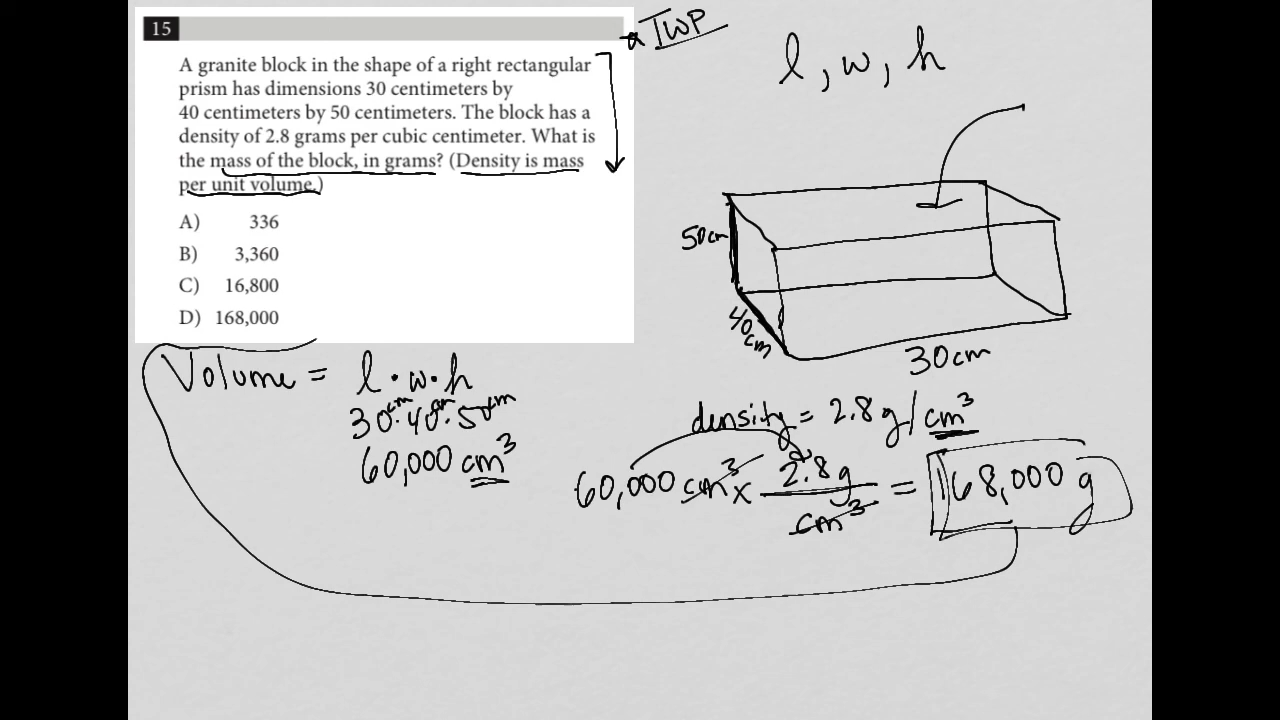 15
A granite block in the shape of a right rectangular
prism has dimensions 30 centimeters by
40 centimeters by 50 centimeters. The block has a
density of 2.8 grams per cubic centimeter. What is
the mass of the block, in grams? (Density is mass
per unit volume.)
A) 336
B) 3,360
C) 16,800
D) 168,000
* TWP
l, w, h
50cm
40 cm
30cm
Volume = l · w · h
30cm · 40cm · 50cm
60,000 cm³
density = 2.8 g/cm³
60,000 cm³ x 2.8g / cm³ = 168,000 g